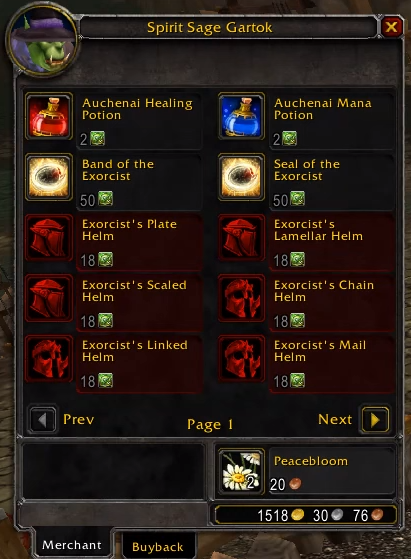 Spirit Sage Gartok
Auchenai Healing
Potion
2
Auchenai Mana
Potion
2
Band of the
Exorcist
50
Seal of the
Exorcist
50
Exorcist's Plate
Helm
18
Exorcist's
Lamellar Helm
18
Exorcist's Scaled
Helm
18
Exorcist's Chain
Helm
18
Exorcist's Linked
Helm
18
Exorcist's Mail
Helm
18
Prev Page 1 Next
Peacebloom
2
20
1518 30 76
Merchant Buyback